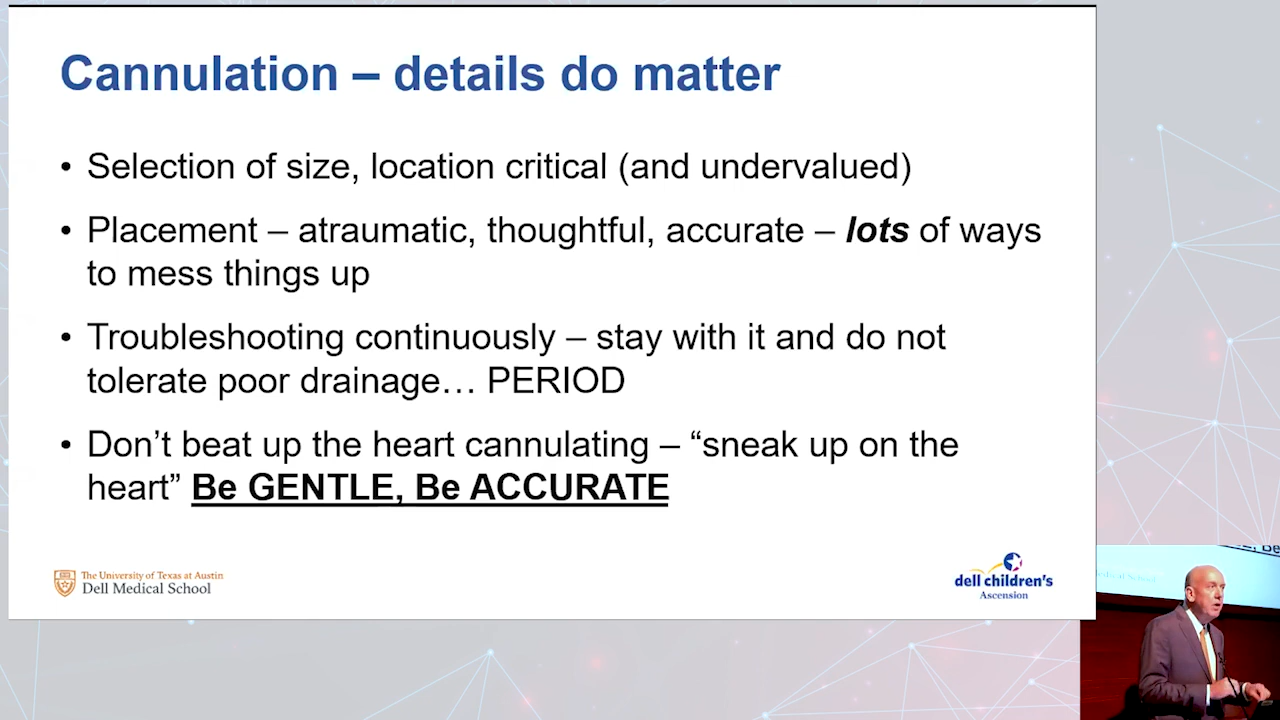 Cannulation – details do matter
• Selection of size, location critical (and undervalued)
• Placement – atraumatic, thoughtful, accurate – lots of ways
to mess things up
• Troubleshooting continuously – stay with it and do not
tolerate poor drainage… PERIOD
• Don’t beat up the heart cannulating – “sneak up on the
heart” Be GENTLE, Be ACCURATE
The University of Texas at Austin
Dell Medical School
dell children’s
Ascension